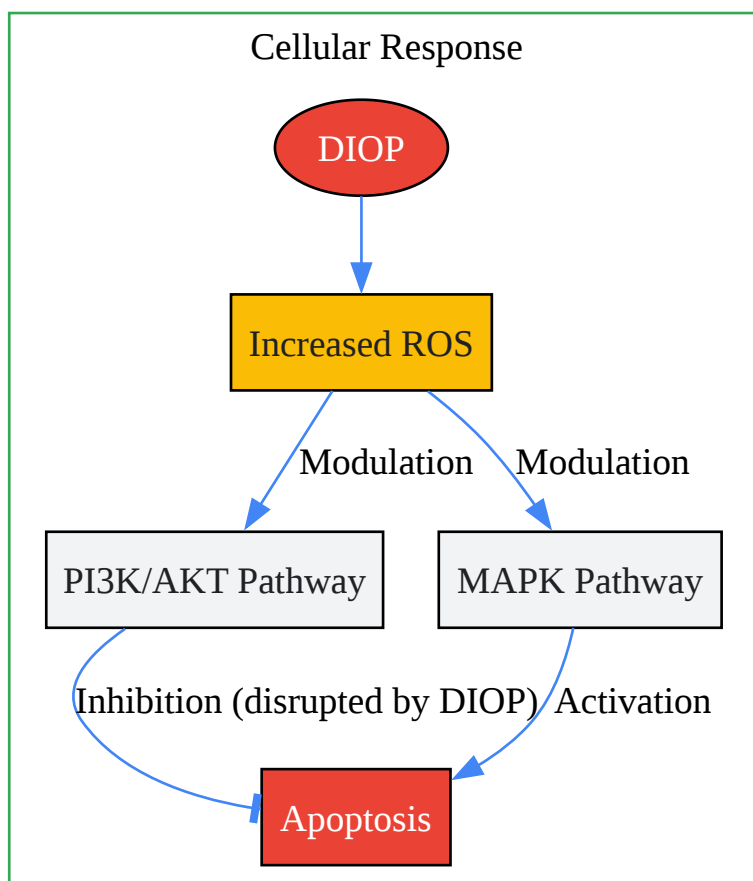 Cellular Response
DIOP
Increased ROS
Modulation
Modulation
PI3K/AKT Pathway
MAPK Pathway
Inhibition (disrupted by DIOP)
Activation
Apoptosis